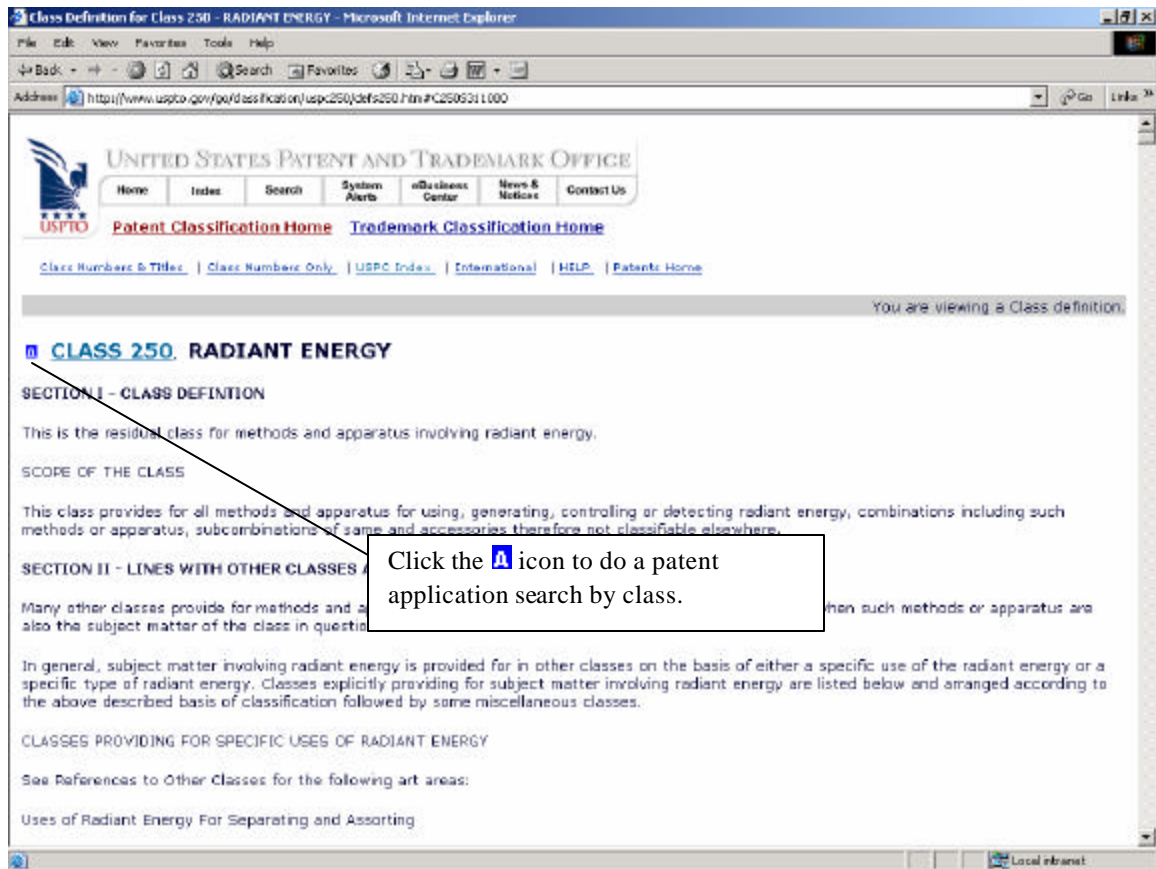 Class Definition for Class 250 - RADIANT ENERGY - Microsoft Internet Explorer
File Edit View Favorites Tools Help
Back Search Favorites
Address http://www.uspto.gov/go/classification/uspc250/defs250.htm#C250S311000 Go Links »
UNITED STATES PATENT AND TRADEMARK OFFICE
Home Index Search System Alerts eBusiness Center News & Notices Contact Us
USPTO Patent Classification Home Trademark Classification Home
Class Numbers & Titles | Class Numbers Only | USPC Index | International | HELP | Patents Home
You are viewing a Class definition.
A CLASS 250, RADIANT ENERGY
SECTION I - CLASS DEFINTION
This is the residual class for methods and apparatus involving radiant energy.
SCOPE OF THE CLASS
This class provides for all methods and apparatus for using, generating, controlling or detecting radiant energy, combinations including such
methods or apparatus, subcombinations of same and accessories therefore not classifiable elsewhere.
Click the A icon to do a patent
application search by class.
SECTION II - LINES WITH OTHER CLASSES A
Many other classes provide for methods and a when such methods or apparatus are
also the subject matter of the class in questio
In general, subject matter involving radiant energy is provided for in other classes on the basis of either a specific use of the radiant energy or a
specific type of radiant energy. Classes explicitly providing for subject matter involving radiant energy are listed below and arranged according to
the above described basis of classification followed by some miscellaneous classes.
CLASSES PROVIDING FOR SPECIFIC USES OF RADIANT ENERGY
See References to Other Classes for the following art areas:
Uses of Radiant Energy For Separating and Assorting
Local intranet